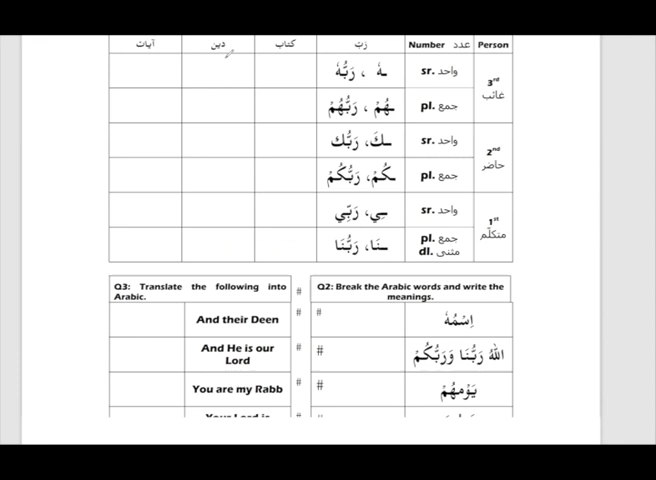 آيات دين كتاب رَبّ Number عدد Person
sr. واحد ـهٗ ، رَبُّهٗ
3rd غائب
pl. جمع ـهُمْ ، رَبُّهُمْ
sr. واحد ـكَ، رَبُّكَ
2nd حاضر
pl. جمع ـكُمْ، رَبُّكُمْ
sr. واحد ـِي، رَبِّي
1st متكلّم
pl. جمع
dl. مثنى ـنَا، رَبُّنَا
Q3: Translate the following into Arabic.
#
Q2: Break the Arabic words and write the meanings.
And their Deen # # اِسْمُهٗ
And He is our Lord # # اللهُ رَبُّنَا وَرَبُّكُمْ
You are my Rabb # # يَوْمهُمْ